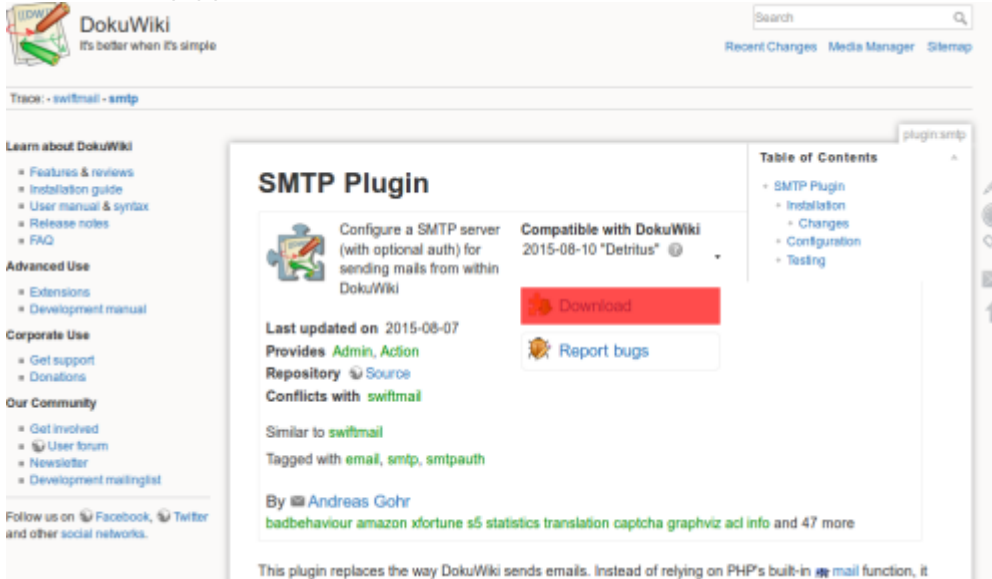 DokuWiki
It's better when it's simple
Search
Recent Changes Media Manager Sitemap
Trace: • swiftmail • smtp
plugin:smtp
Learn about DokuWiki
Features & reviews
Installation guide
User manual & syntax
Release notes
FAQ
Advanced Use
Extensions
Development manual
Corporate Use
Get support
Donations
Our Community
Get involved
User forum
Newsletter
Development mailinglist
Follow us on Facebook, Twitter
and other social networks.
SMTP Plugin
Configure a SMTP server
(with optional auth) for
sending mails from within
DokuWiki
Last updated on 2015-08-07
Provides Admin, Action
Repository Source
Conflicts with swiftmail
Similar to swiftmail
Tagged with email, smtp, smtpauth
By Andreas Gohr
badbehaviour amazon xfortune s5 statistics translation captcha graphviz acl info and 47 more
Compatible with DokuWiki
2015-08-10 "Detritus"
Download
Report bugs
Table of Contents
SMTP Plugin
Installation
Changes
Configuration
Testing
This plugin replaces the way DokuWiki sends emails. Instead of relying on PHP's built-in mail function, it